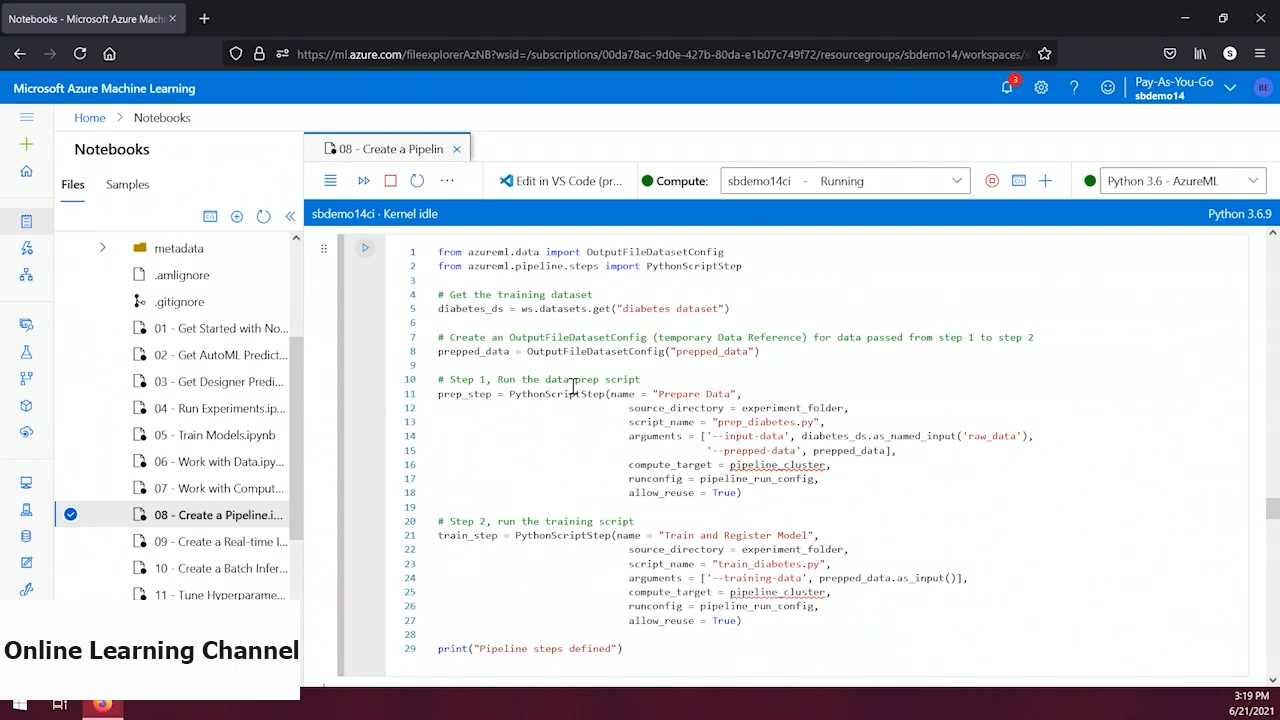 Notebooks - Microsoft Azure Machi
https://ml.azure.com/fileexplorerAzNB?wsid=/subscriptions/00da78ac-9d0e-427b-80da-e1b07c749f72/resourcegroups/sbdemo14/workspaces/s
S
Microsoft Azure Machine Learning
3
Pay-As-You-Go
sbdemo14
BE
Home > Notebooks
Notebooks
08 - Create a Pipelin
Files
Samples
Edit in VS Code (pr...
Compute:
sbdemo14ci - Running
Python 3.6 - AzureML
sbdemo14ci · Kernel idle
Python 3.6.9
metadata
.amlignore
.gitignore
01 - Get Started with No...
02 - Get AutoML Predict...
03 - Get Designer Predi...
04 - Run Experiments.ip...
05 - Train Models.ipynb
06 - Work with Data.ipy...
07 - Work with Comput...
08 - Create a Pipeline.i...
09 - Create a Real-time I...
10 - Create a Batch Infer...
11 - Tune Hyperparame...
1 from azureml.data import OutputFileDatasetConfig
2 from azureml.pipeline.steps import PythonScriptStep
3
4 # Get the training dataset
5 diabetes_ds = ws.datasets.get("diabetes dataset")
6
7 # Create an OutputFileDatasetConfig (temporary Data Reference) for data passed from step 1 to step 2
8 prepped_data = OutputFileDatasetConfig("prepped_data")
9
10 # Step 1, Run the data prep script
11 prep_step = PythonScriptStep(name = "Prepare Data",
12 source_directory = experiment_folder,
13 script_name = "prep_diabetes.py",
14 arguments = ['--input-data', diabetes_ds.as_named_input('raw_data'),
15 '--prepped-data', prepped_data],
16 compute_target = pipeline_cluster,
17 runconfig = pipeline_run_config,
18 allow_reuse = True)
19
20 # Step 2, run the training script
21 train_step = PythonScriptStep(name = "Train and Register Model",
22 source_directory = experiment_folder,
23 script_name = "train_diabetes.py",
24 arguments = ['--training-data', prepped_data.as_input()],
25 compute_target = pipeline_cluster,
26 runconfig = pipeline_run_config,
27 allow_reuse = True)
28
29 print("Pipeline steps defined")
Online Learning Channel
3:19 PM
6/21/2021